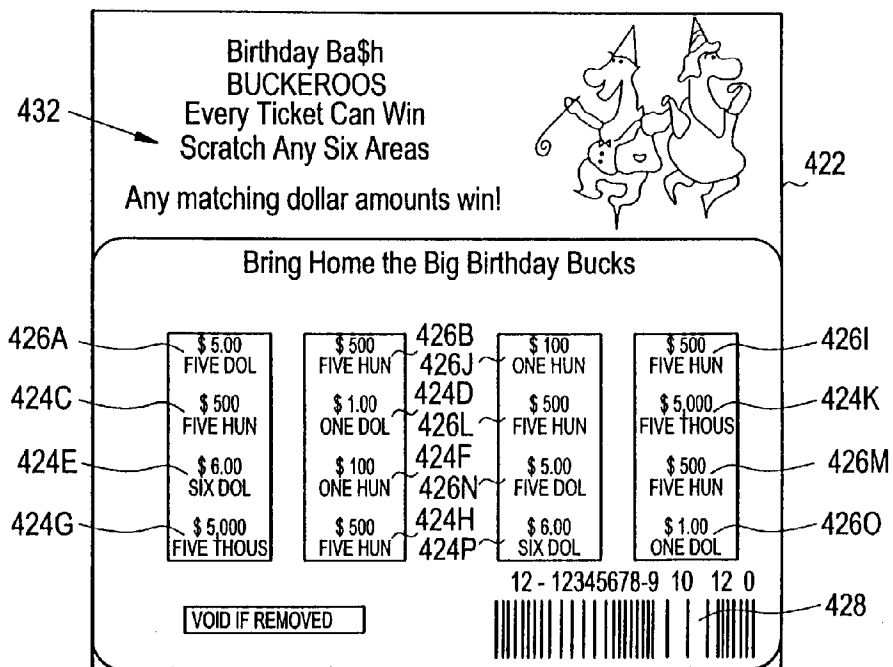 Birthday Ba$h
BUCKEROOS
Every Ticket Can Win
432
Scratch Any Six Areas
422
Any matching dollar amounts win!
Bring Home the Big Birthday Bucks
426A $ 5.00 $ 500 426B $ 100 $ 500 426I
FIVE DOL FIVE HUN 426J ONE HUN FIVE HUN
424C $ 500 $ 1.00 424D $ 500 $ 5,000 424K
FIVE HUN ONE DOL 426L FIVE HUN FIVE THOUS
424E $ 6.00 $ 100 424F $ 5.00 $ 500 426M
SIX DOL ONE HUN 426N FIVE DOL FIVE HUN
424G $ 5,000 $ 500 424H $ 6.00 $ 1.00 426O
FIVE THOUS FIVE HUN 424P SIX DOL ONE DOL
12 - 12345678-9 10 12 0
VOID IF REMOVED
428